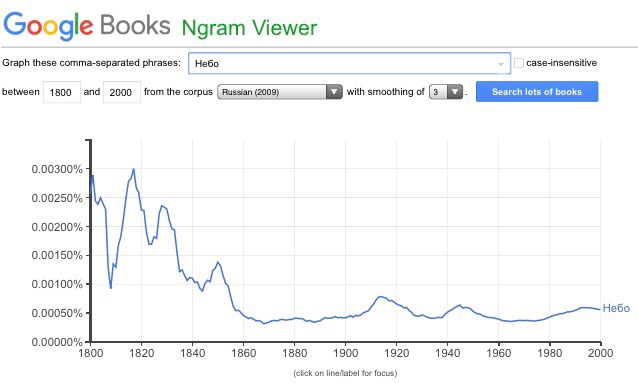 Google Books Ngram Viewer
Graph these comma-separated phrases: Небо case-insensitive
between 1800 and 2000 from the corpus Russian (2009) with smoothing of 3 . Search lots of books
0.00300%
0.00250%
0.00200%
0.00150%
0.00100%
0.00050%
Небо
0.00000%
1800 1820 1840 1860 1880 1900 1920 1940 1960 1980 2000
(click on line/label for focus)